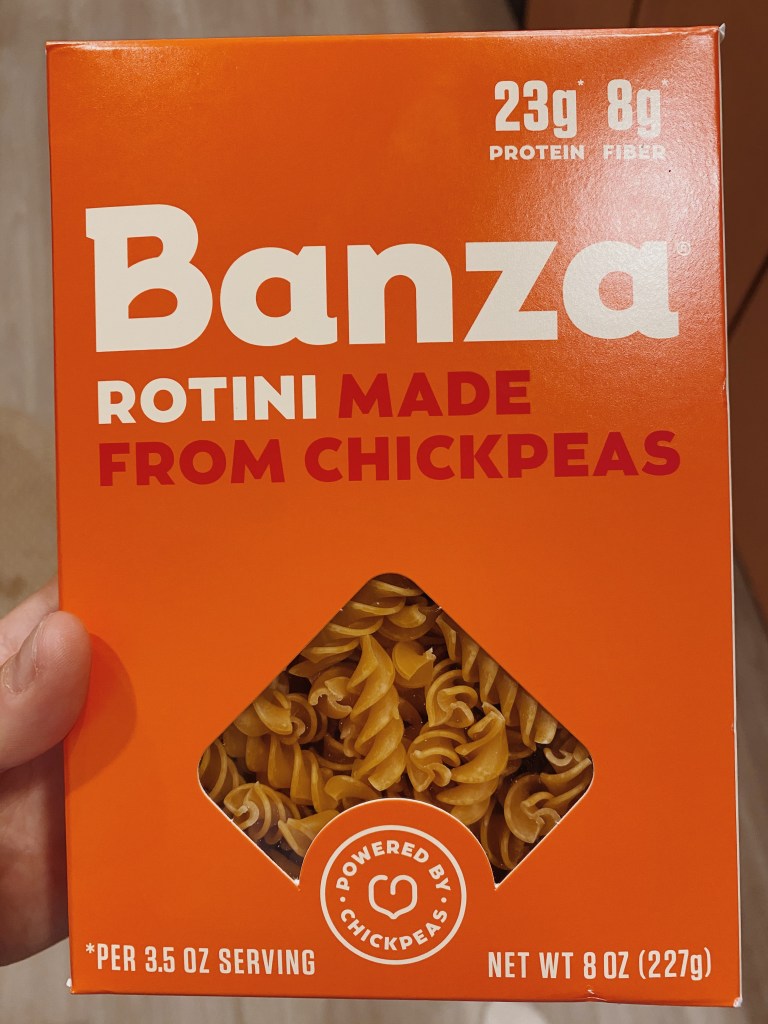 23g* 8g*
PROTEIN FIBER
Banza®
ROTINI MADE
FROM CHICKPEAS
POWERED BY
CHICKPEAS
*PER 3.5 OZ SERVING
NET WT 8 OZ (227g)